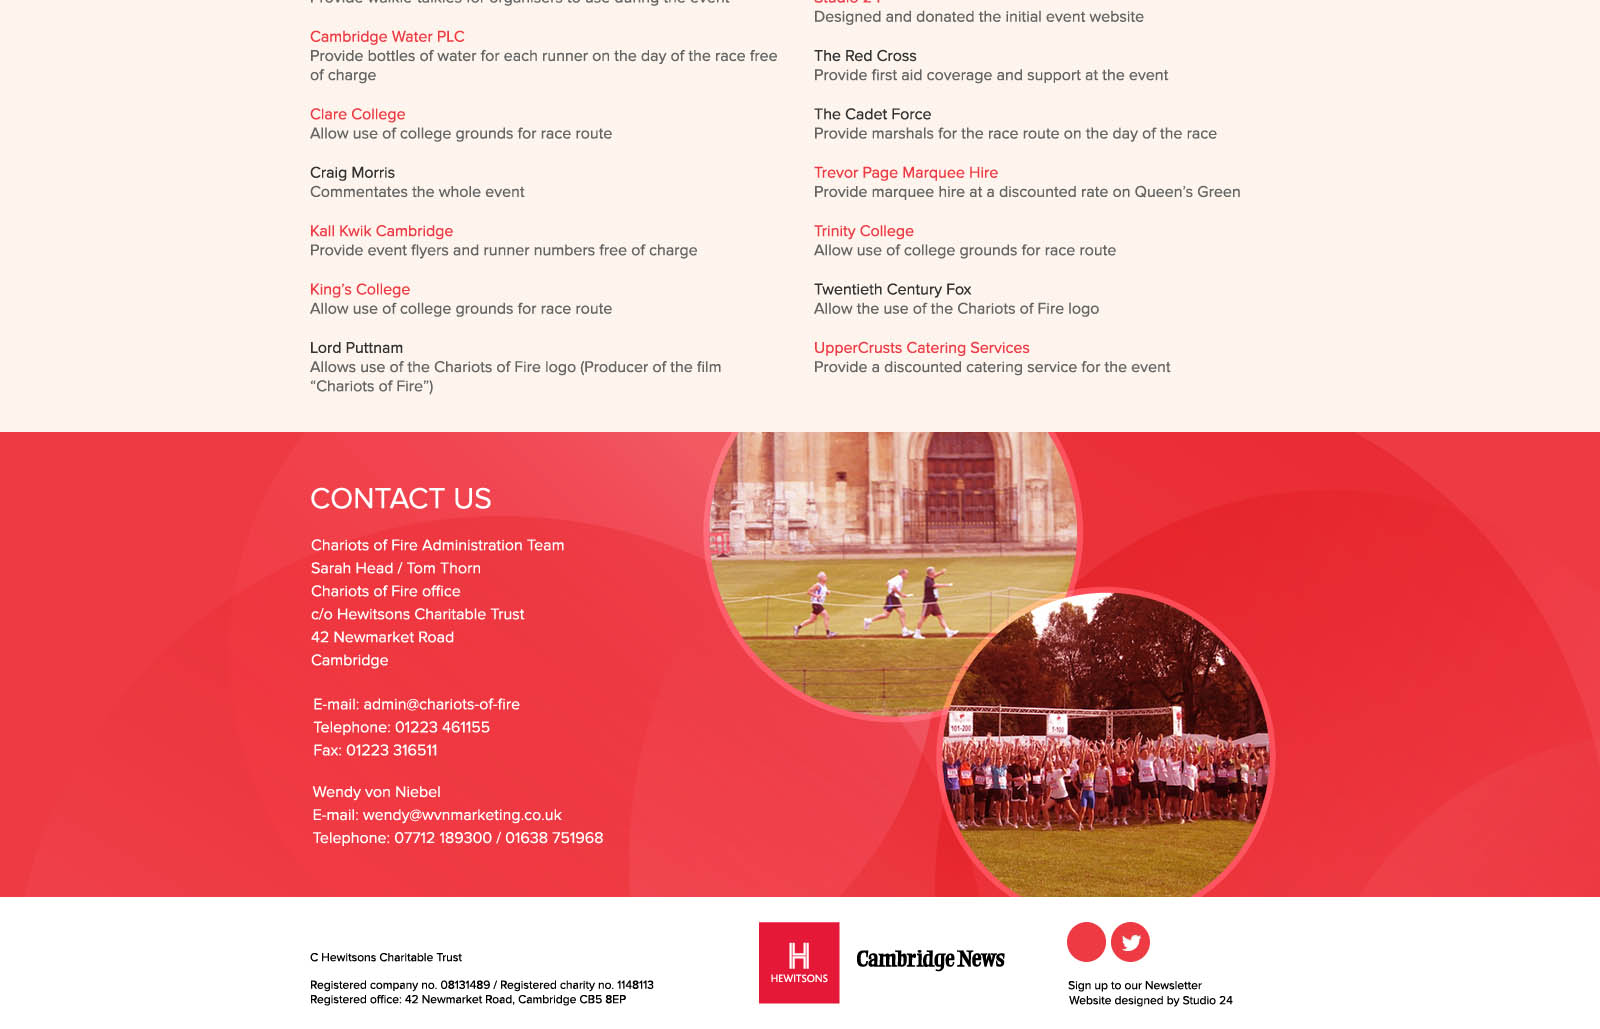 Provide walkie-talkies for organisers to use during the event
Cambridge Water PLC
Provide bottles of water for each runner on the day of the race free
of charge
Clare College
Allow use of college grounds for race route
Craig Morris
Commentates the whole event
Kall Kwik Cambridge
Provide event flyers and runner numbers free of charge
King’s College
Allow use of college grounds for race route
Lord Puttnam
Allows use of the Chariots of Fire logo (Producer of the film
“Chariots of Fire”)
Studio 24
Designed and donated the initial event website
The Red Cross
Provide first aid coverage and support at the event
The Cadet Force
Provide marshals for the race route on the day of the race
Trevor Page Marquee Hire
Provide marquee hire at a discounted rate on Queen’s Green
Trinity College
Allow use of college grounds for race route
Twentieth Century Fox
Allow the use of the Chariots of Fire logo
UpperCrusts Catering Services
Provide a discounted catering service for the event
CONTACT US
Chariots of Fire Administration Team
Sarah Head / Tom Thorn
Chariots of Fire office
c/o Hewitsons Charitable Trust
42 Newmarket Road
Cambridge
E-mail: admin@chariots-of-fire
Telephone: 01223 461155
Fax: 01223 316511
Wendy von Niebel
E-mail: wendy@wvnmarketing.co.uk
Telephone: 07712 189300 / 01638 751968
101-200
1-100
C Hewitsons Charitable Trust
Registered company no. 08131489 / Registered charity no. 1148113
Registered office: 42 Newmarket Road, Cambridge CB5 8EP
H
HEWITSONS
Cambridge News
Sign up to our Newsletter
Website designed by Studio 24